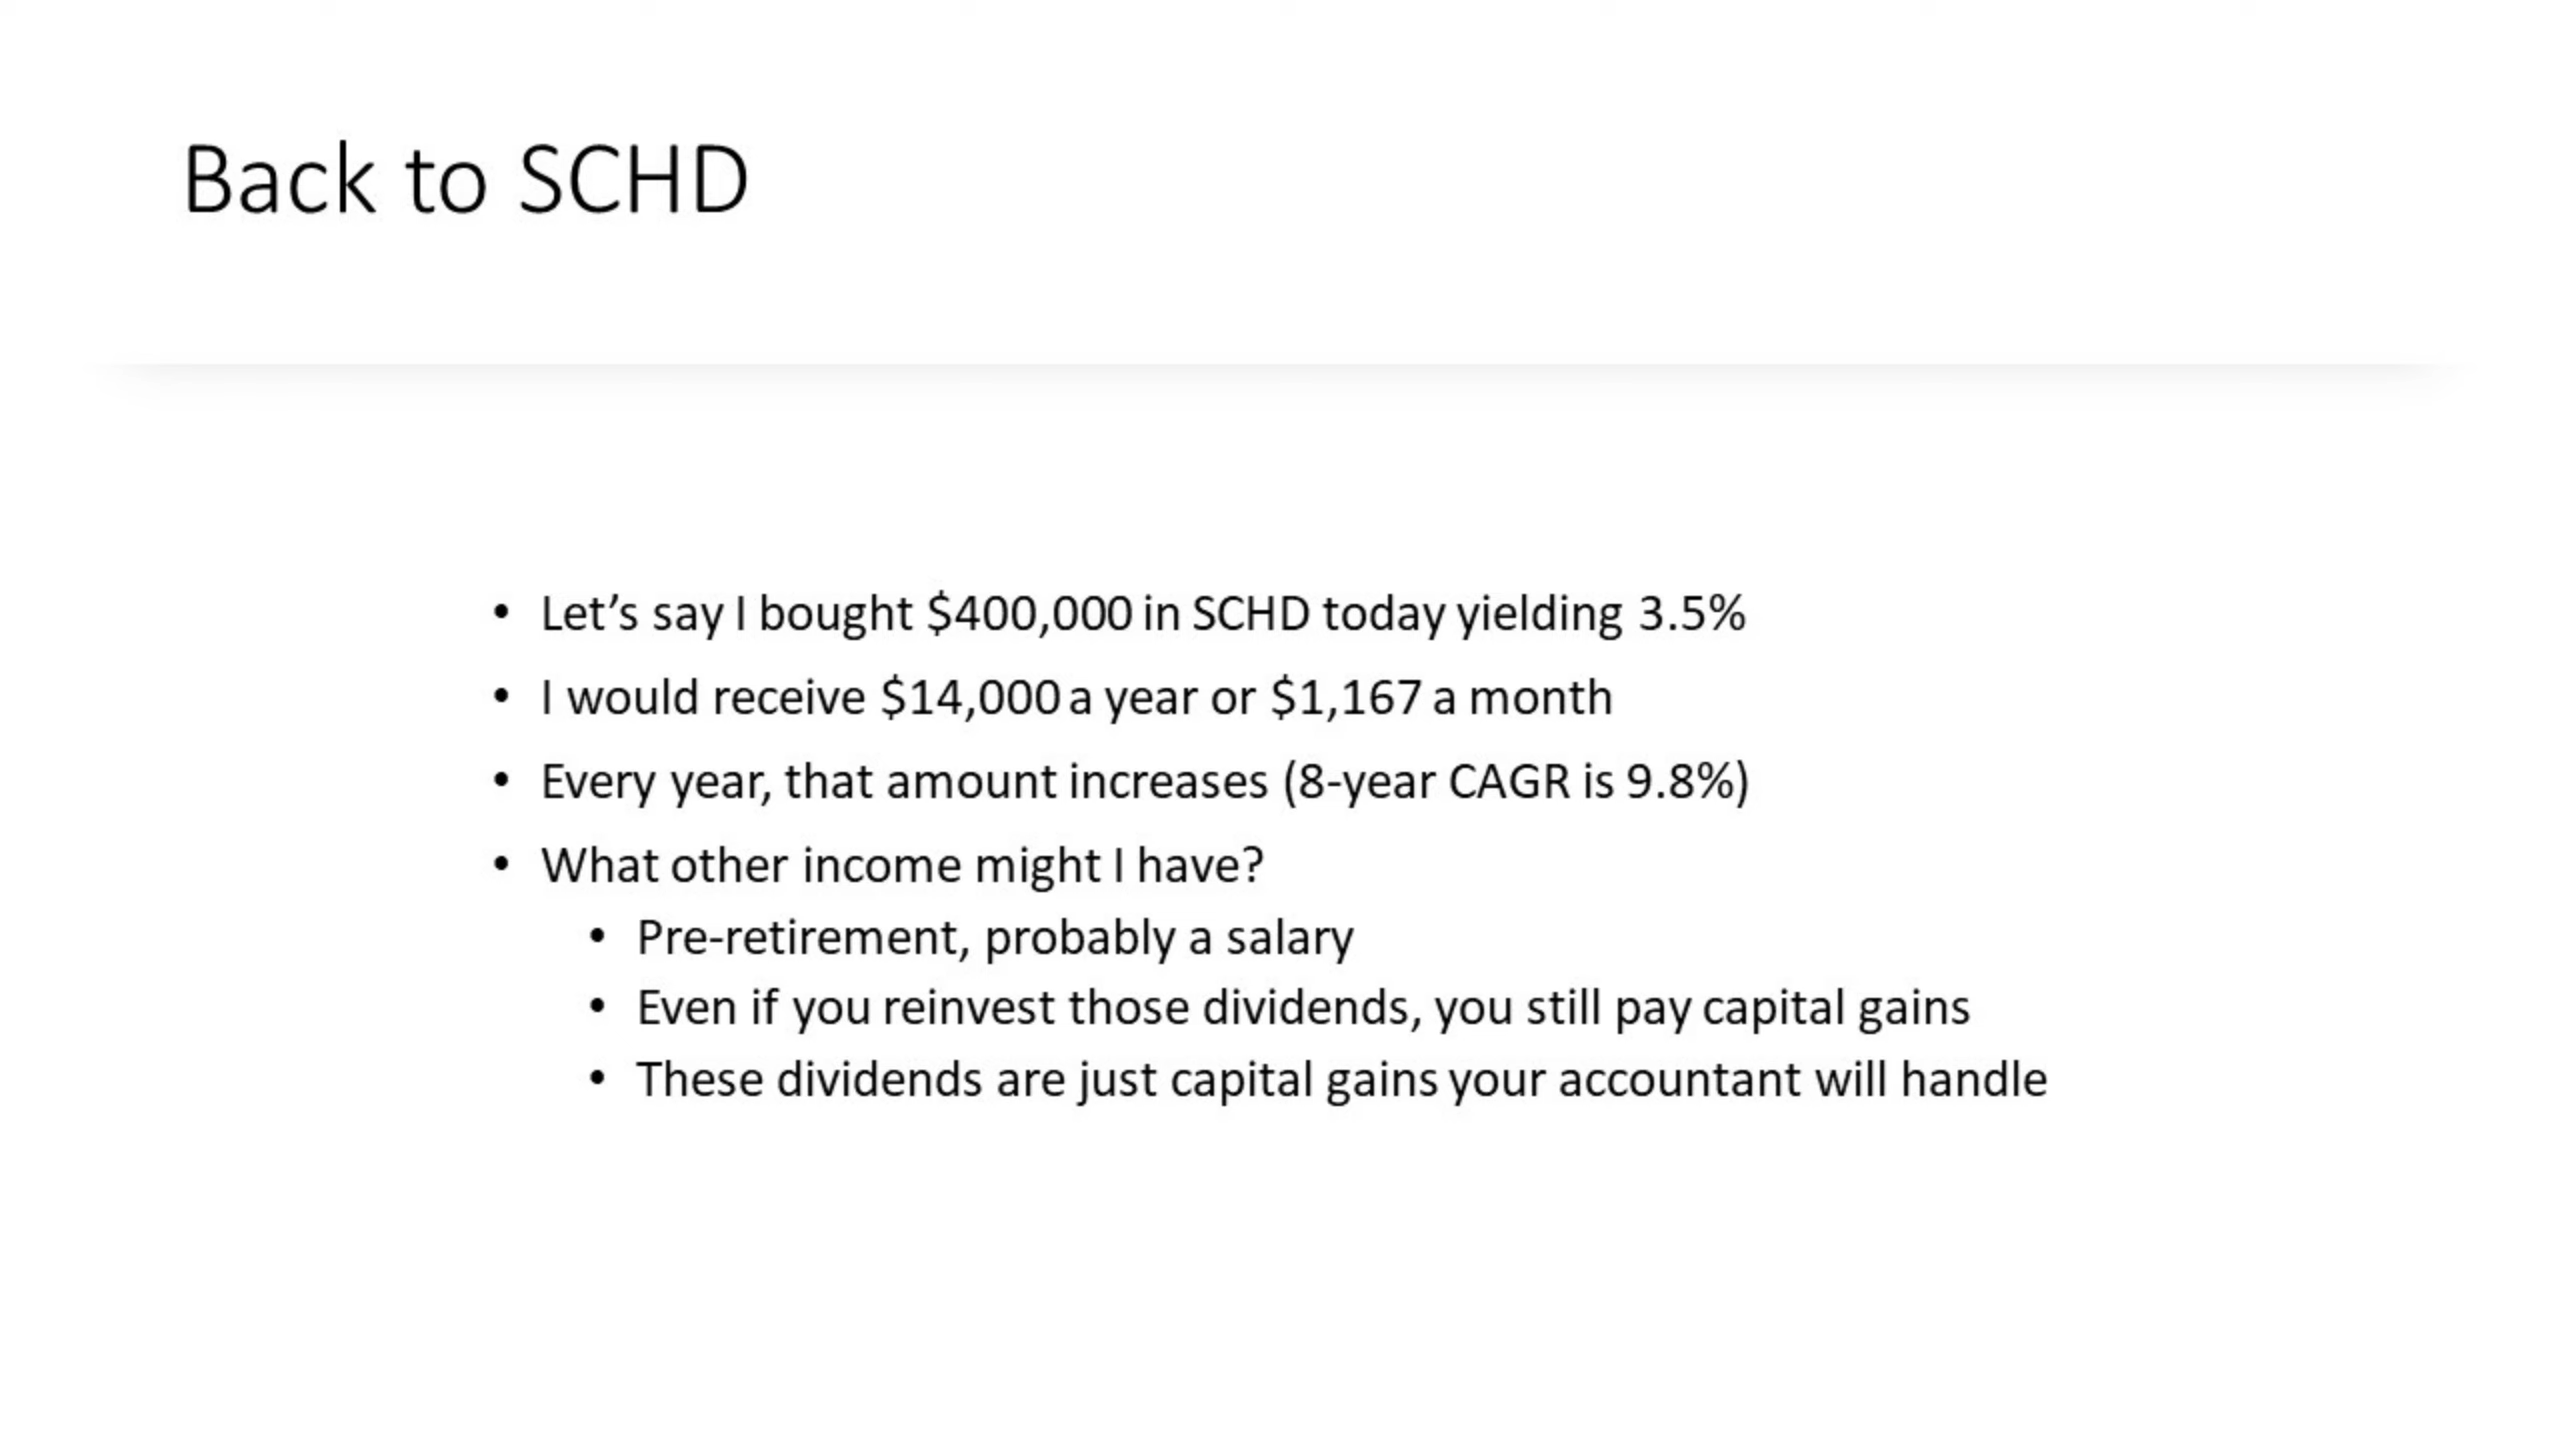 Back to SCHD
• Let’s say I bought $400,000 in SCHD today yielding 3.5%
• I would receive $14,000 a year or $1,167 a month
• Every year, that amount increases (8-year CAGR is 9.8%)
• What other income might I have?
• Pre-retirement, probably a salary
• Even if you reinvest those dividends, you still pay capital gains
• These dividends are just capital gains your accountant will handle